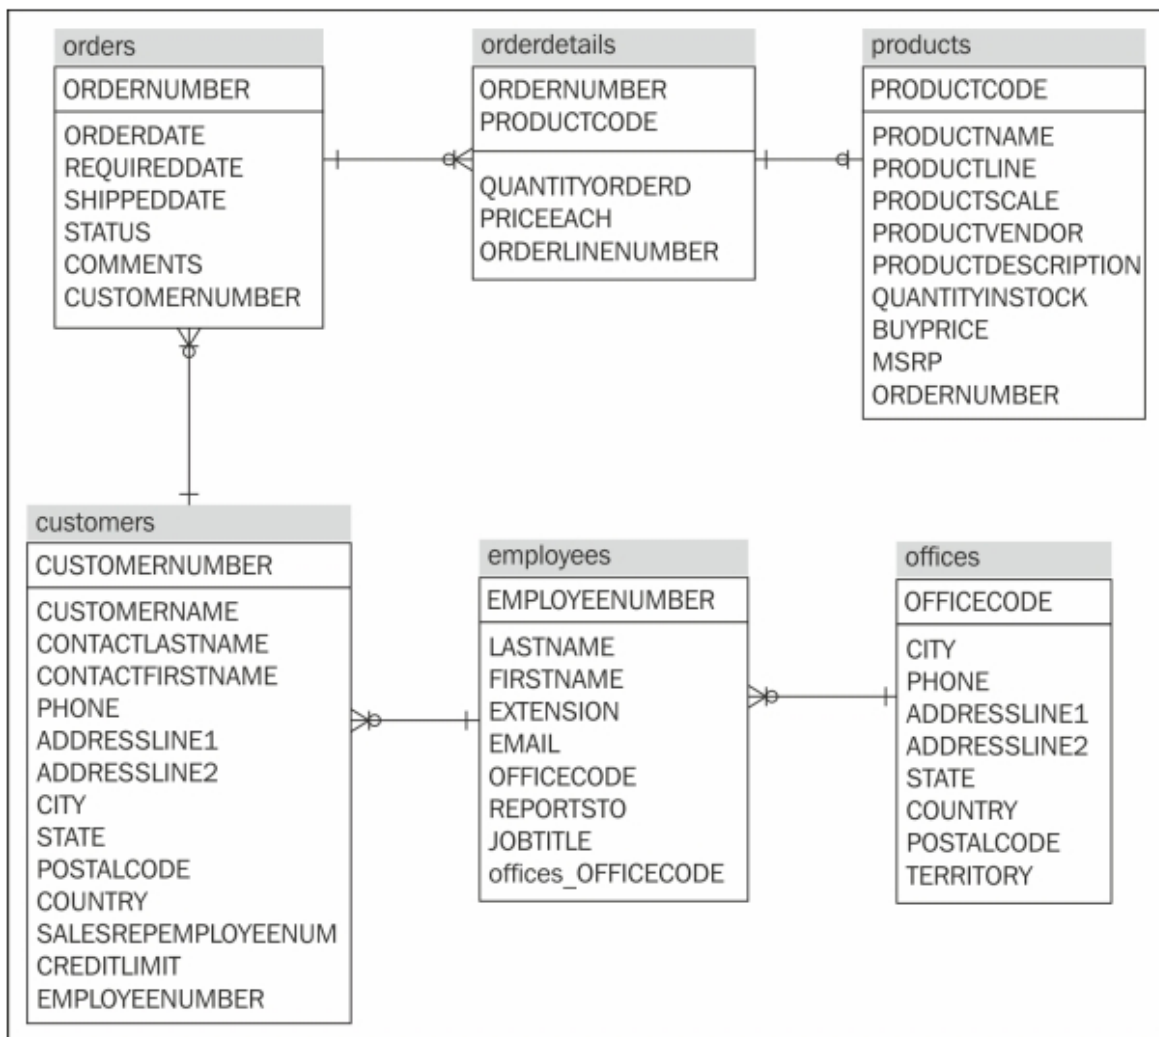 orders
ORDERNUMBER
ORDERDATE
REQUIREDDATE
SHIPPEDDATE
STATUS
COMMENTS
CUSTOMERNUMBER
orderdetails
ORDERNUMBER
PRODUCTCODE
QUANTITYORDERD
PRICEEACH
ORDERLINENUMBER
products
PRODUCTCODE
PRODUCTNAME
PRODUCTLINE
PRODUCTSCALE
PRODUCTVENDOR
PRODUCTDESCRIPTION
QUANTITYINSTOCK
BUYPRICE
MSRP
ORDERNUMBER
customers
CUSTOMERNUMBER
CUSTOMERNAME
CONTACTLASTNAME
CONTACTFIRSTNAME
PHONE
ADDRESSLINE1
ADDRESSLINE2
CITY
STATE
POSTALCODE
COUNTRY
SALESREPEMPLOYEENUM
CREDITLIMIT
EMPLOYEENUMBER
employees
EMPLOYEENUMBER
LASTNAME
FIRSTNAME
EXTENSION
EMAIL
OFFICECODE
REPORTSTO
JOBTITLE
offices_OFFICECODE
offices
OFFICECODE
CITY
PHONE
ADDRESSLINE1
ADDRESSLINE2
STATE
COUNTRY
POSTALCODE
TERRITORY